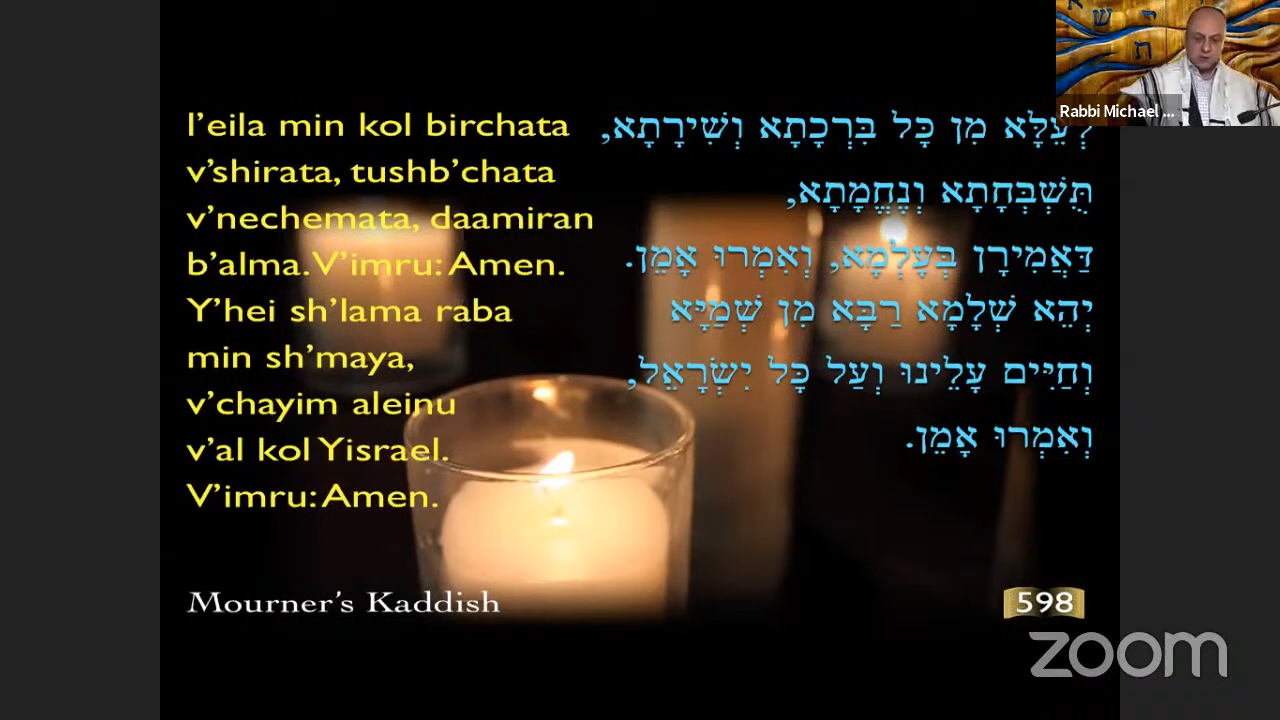 l’eila min kol birchata
v’shirata, tushb’chata
v’nechemata, daamiran
b’alma. V’imru: Amen.
Y’hei sh’lama raba
min sh’maya,
v’chayim aleinu
v’al kol Yisrael.
V’imru: Amen.
לְעֵלָּא מִן כָּל בִּרְכָתָא וְשִׁירָתָא,
תֻּשְׁבְּחָתָא וְנֶחֱמָתָא,
דַּאֲמִירָן בְּעָלְמָא, וְאִמְרוּ אָמֵן.
יְהֵא שְׁלָמָא רַבָּא מִן שְׁמַיָּא
וְחַיִּים עָלֵינוּ וְעַל כָּל יִשְׂרָאֵל,
וְאִמְרוּ אָמֵן.
Mourner’s Kaddish
598
Rabbi Michael ...
zoom